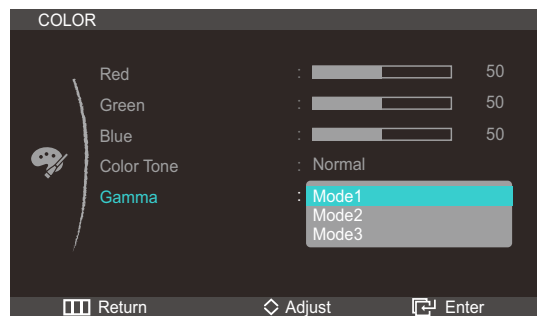 COLOR
Red : 50
Green : 50
Blue : 50
Color Tone : Normal
Gamma : Mode1
Mode2
Mode3
Return Adjust Enter